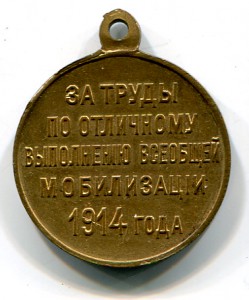 ЗА ТРУДЫ
ПО ОТЛИЧНОМУ
ВЫПОЛНЕНІЮ ВСЕОБЩЕЙ
МОБИЛИЗАЦІИ
1914 ГОДА